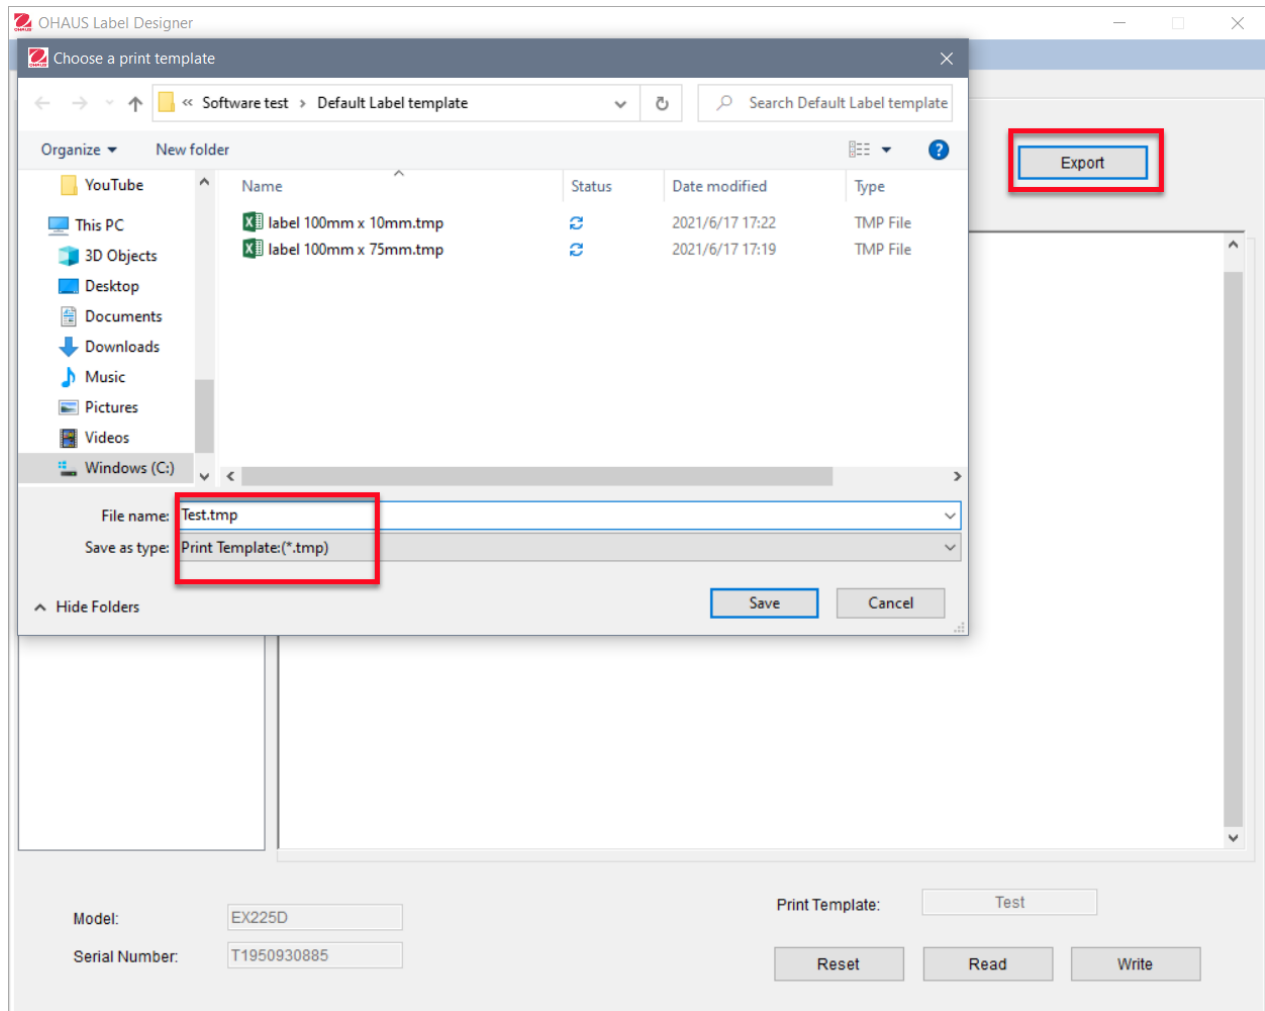 OHAUS Label Designer
Choose a print template
« Software test › Default Label template
Search Default Label template
Organize
New folder
Export
YouTube
This PC
3D Objects
Desktop
Documents
Downloads
Music
Pictures
Videos
Windows (C:)
Name Status Date modified Type
label 100mm x 10mm.tmp 2021/6/17 17:22 TMP File
label 100mm x 75mm.tmp 2021/6/17 17:19 TMP File
File name: Test.tmp
Save as type: Print Template:(*.tmp)
Hide Folders
Save
Cancel
Model: EX225D
Serial Number: T1950930885
Print Template: Test
Reset Read Write